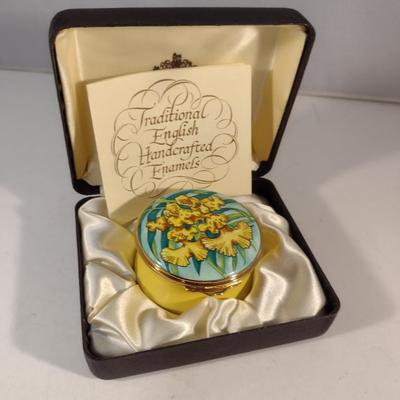 Traditional
English
Handcrafted
Enamels